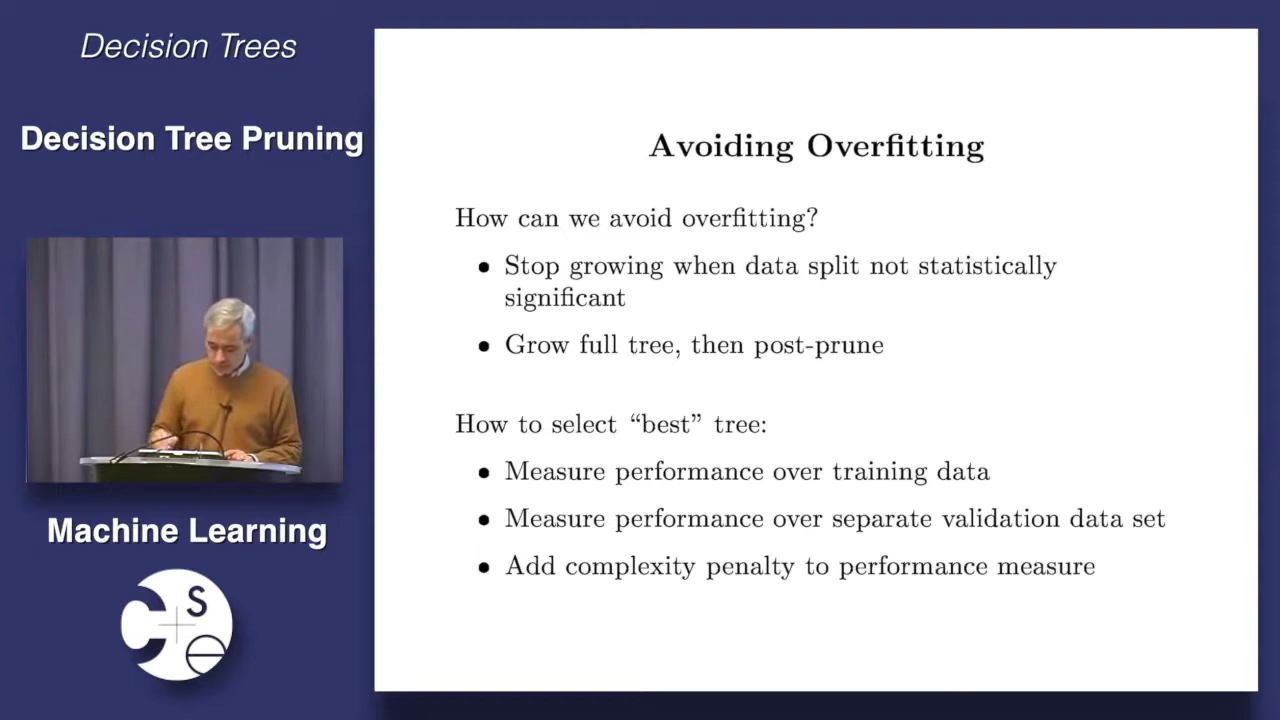 Decision Trees
Decision Tree Pruning
Machine Learning
C S e
Avoiding Overfitting
How can we avoid overfitting?
• Stop growing when data split not statistically
significant
• Grow full tree, then post-prune
How to select “best” tree:
• Measure performance over training data
• Measure performance over separate validation data set
• Add complexity penalty to performance measure